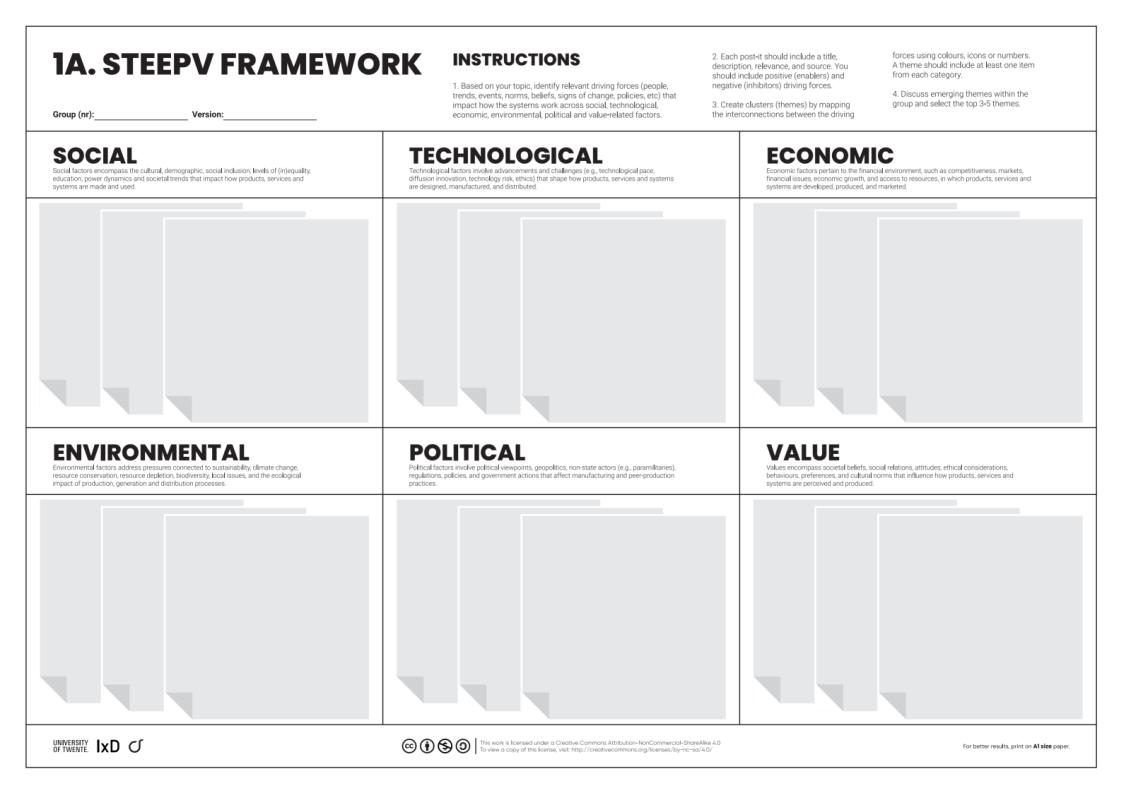 1A. STEEPV FRAMEWORK
Group (nr): Version:
INSTRUCTIONS
1. Based on your topic, identify relevant driving forces (people,
trends, events, norms, beliefs, signs of change, policies, etc) that
impact how the systems work across social, technological,
economic, environmental, political and value-related factors.
2. Each post-it should include a title,
description, relevance, and source. You
should include positive (enablers) and
negative (inhibitors) driving forces.
3. Create clusters (themes) by mapping
the interconnections between the driving
forces using colours, icons or numbers.
A theme should include at least one item
from each category.
4. Discuss emerging themes within the
group and select the top 3-5 themes.
SOCIAL
Social factors encompass the cultural, demographic, social inclusion, levels of (in)equality,
education, power dynamics and societal trends that impact how products, services and
systems are made and used.
TECHNOLOGICAL
Technological factors involve advancements and challenges (e.g., technological pace,
diffusion innovation, technology risk, ethics) that shape how products, services and systems
are designed, manufactured, and distributed.
ECONOMIC
Economic factors pertain to the financial environment, such as competitiveness, markets,
financial issues, economic growth, and access to resources, in which products, services and
systems are developed, produced, and marketed.
ENVIRONMENTAL
Environmental factors address pressures connected to sustainability, climate change,
resource conservation, resource depletion, biodiversity, local issues, and the ecological
impact of production, generation and distribution processes.
POLITICAL
Political factors involve political viewpoints, geopolitics, non-state actors (e.g., paramilitaries),
regulations, policies, and government actions that affect manufacturing and peer-production
practices.
VALUE
Values encompass societal beliefs, social relations, attitudes, ethical considerations,
behaviours, preferences, and cultural norms that influence how products, services and
systems are perceived and produced.
UNIVERSITY
OF TWENTE.
IxD
cc
This work is licensed under a Creative Commons Attribution-NonCommercial-ShareAlike 4.0
To view a copy of this license, visit: http://creativecommons.org/licenses/by-nc-sa/4.0/
For better results, print on A1 size paper.